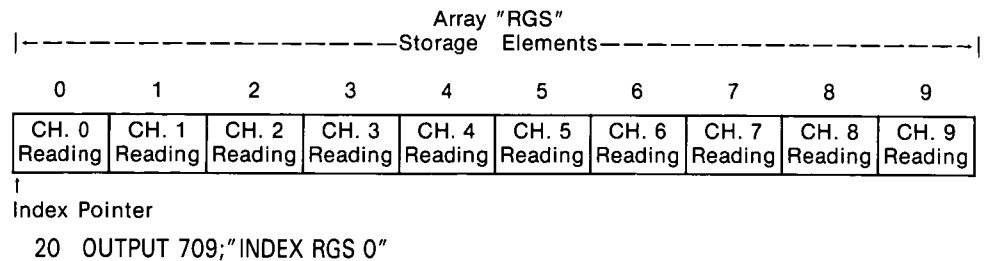 Array "RGS"
Storage Elements
0 1 2 3 4 5 6 7 8 9
CH. 0 CH. 1 CH. 2 CH. 3 CH. 4 CH. 5 CH. 6 CH. 7 CH. 8 CH. 9
Reading Reading Reading Reading Reading Reading Reading Reading Reading Reading
Index Pointer
20 OUTPUT 709;"INDEX RGS 0"